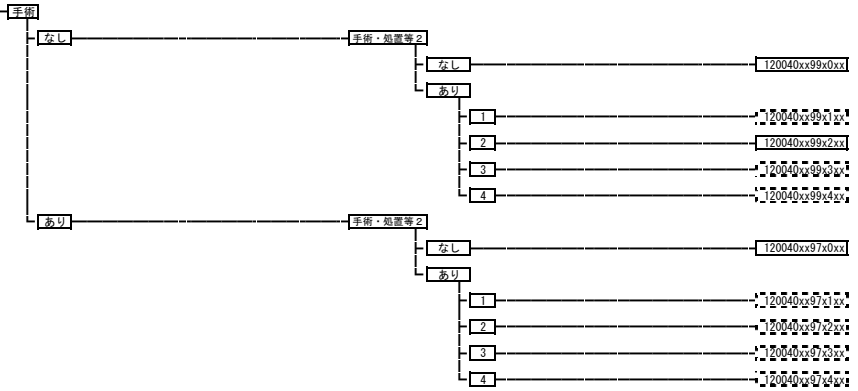 手術
なし 手術・処置等２
なし 120040xx99x0xx
あり
1 120040xx99x1xx
2 120040xx99x2xx
3 120040xx99x3xx
4 120040xx99x4xx
あり 手術・処置等２
なし 120040xx97x0xx
あり
1 120040xx97x1xx
2 120040xx97x2xx
3 120040xx97x3xx
4 120040xx97x4xx